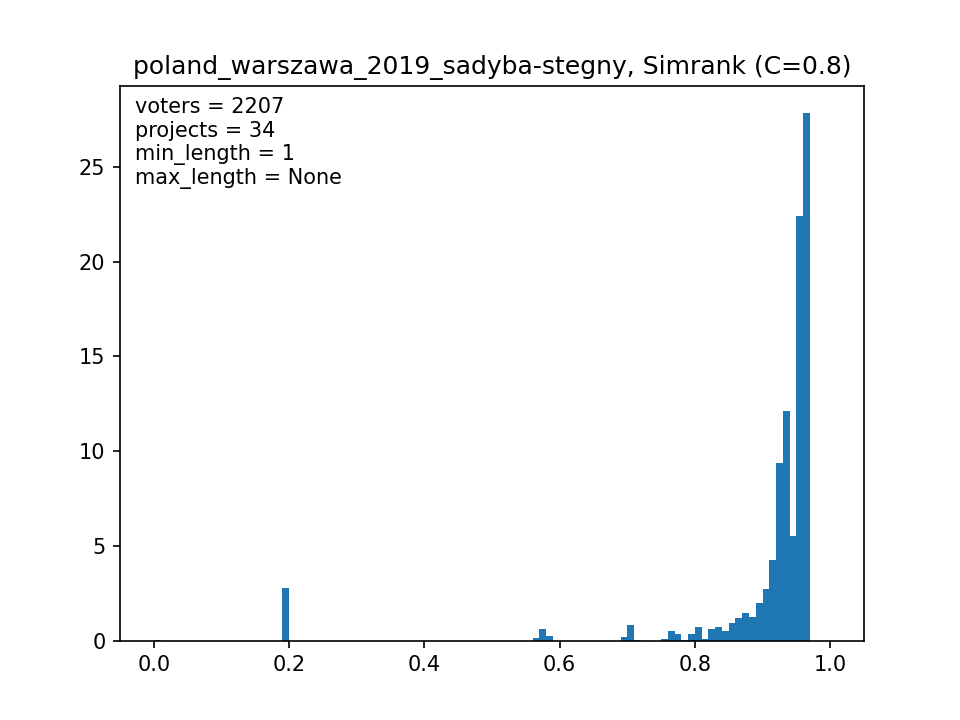 poland_warszawa_2019_sadyba-stegny, Simrank (C=0.8)
voters = 2207
projects = 34
min_length = 1
max_length = None
25
20
15
10
5
0
0.0 0.2 0.4 0.6 0.8 1.0